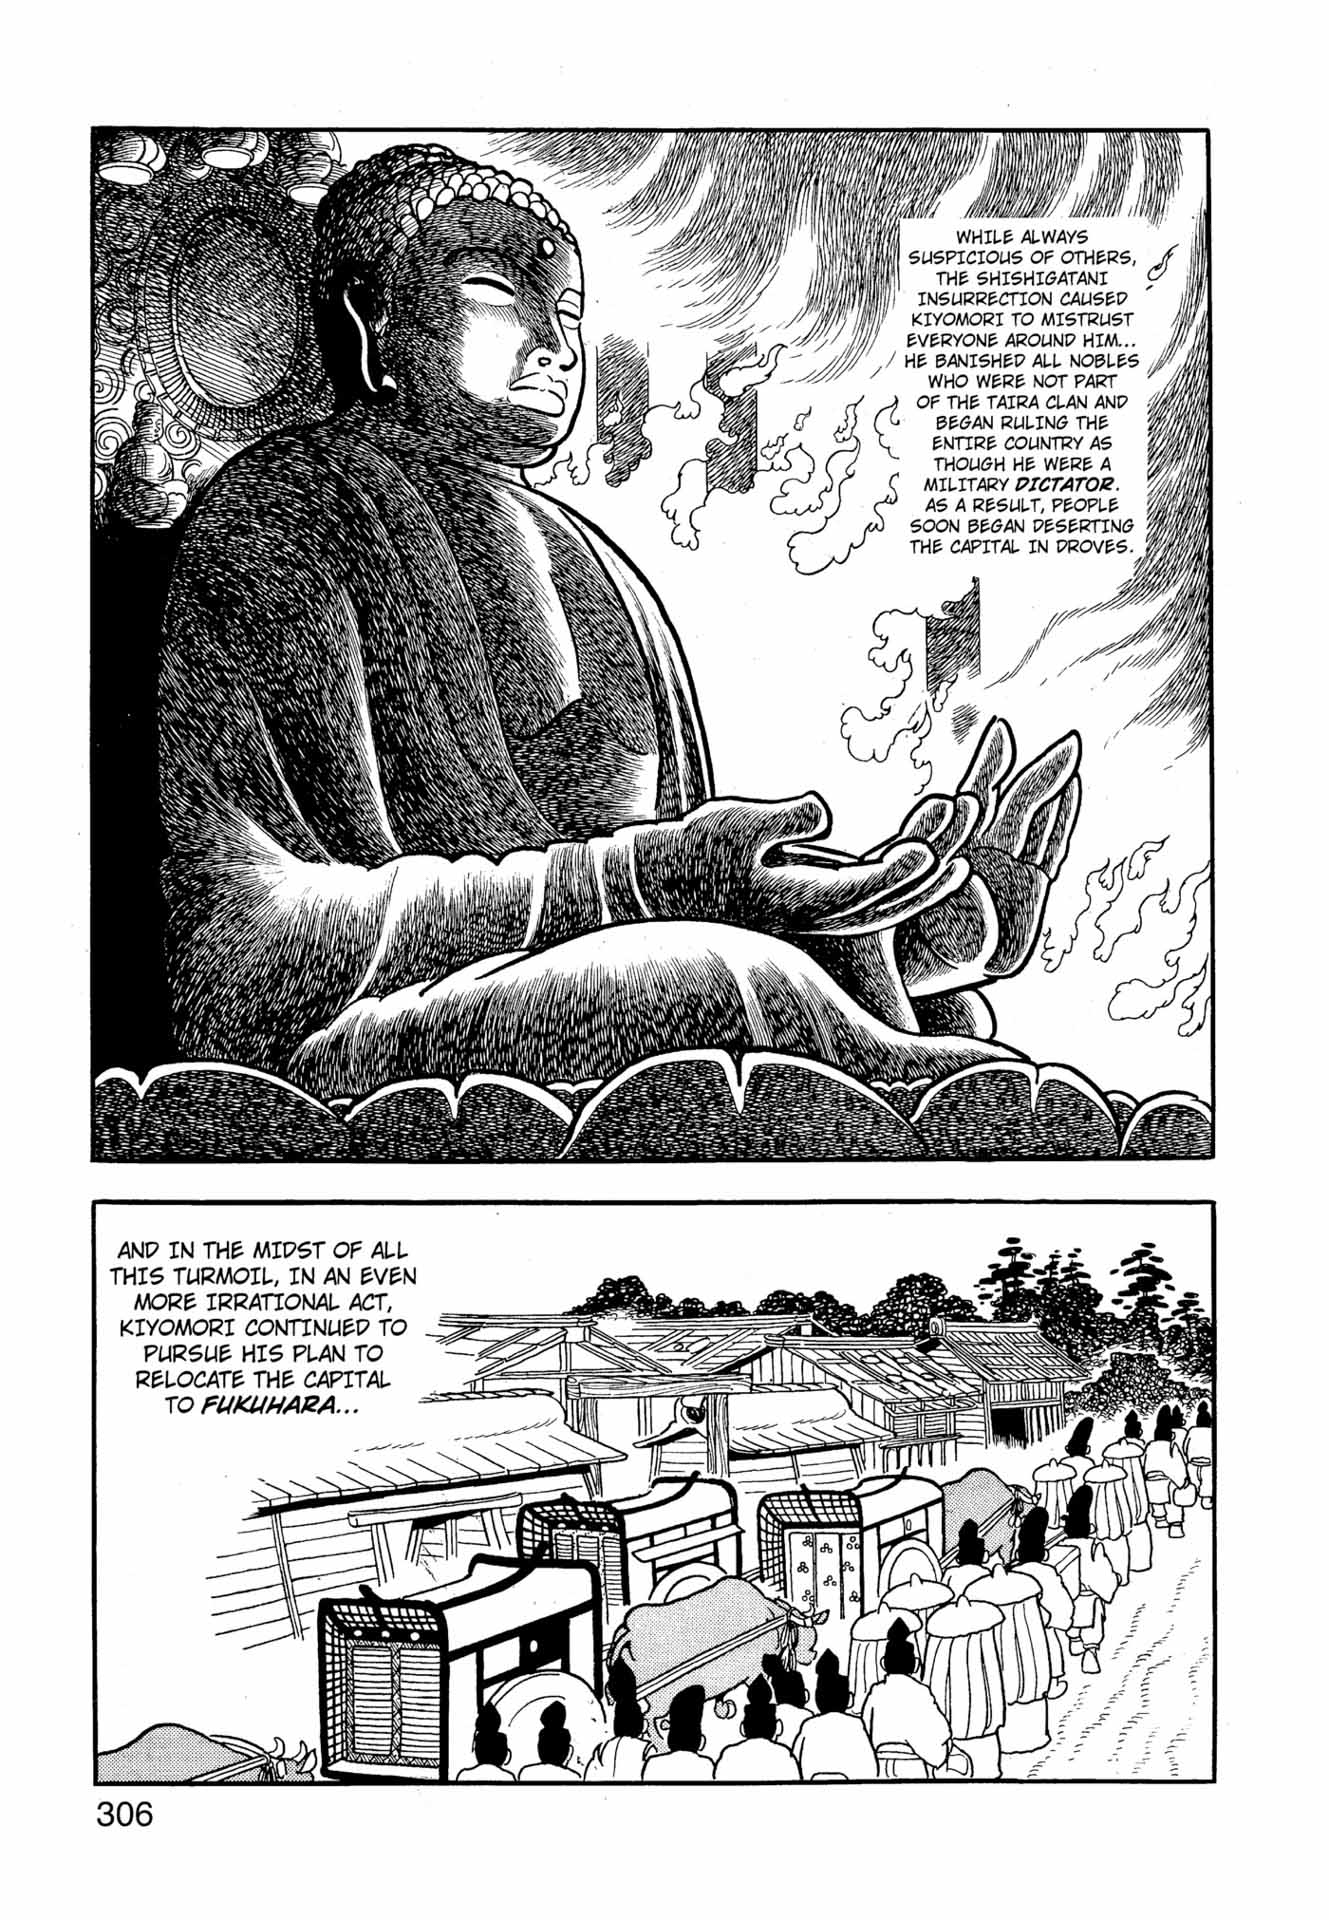 WHILE ALWAYS
SUSPICIOUS OF OTHERS,
THE SHISHIGATANI
INSURRECTION CAUSED
KIYOMORI TO MISTRUST
EVERYONE AROUND HIM...
HE BANISHED ALL NOBLES
WHO WERE NOT PART
OF THE TAIRA CLAN AND
BEGAN RULING THE
ENTIRE COUNTRY AS
THOUGH HE WERE A
MILITARY DICTATOR.
AS A RESULT, PEOPLE
SOON BEGAN DESERTING
THE CAPITAL IN DROVES.
AND IN THE MIDST OF ALL
THIS TURMOIL, IN AN EVEN
MORE IRRATIONAL ACT,
KIYOMORI CONTINUED TO
PURSUE HIS PLAN TO
RELOCATE THE CAPITAL
TO FUKUHARA...
306